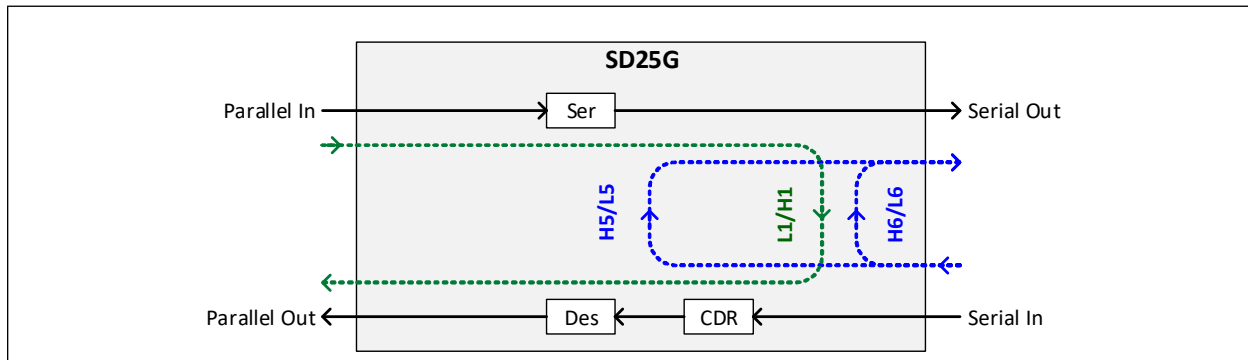 SD25G
Parallel In
Ser
Serial Out
H5/L5
L1/H1
H6/L6
Parallel Out
Des
CDR
Serial In